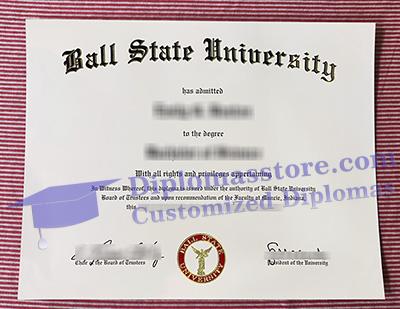 Ball State University
has admitted
to the degree
With all rights and privileges appertaining
In Witness Whereof, this diploma is issued under the authority of Ball State University
Board of Trustees and upon recommendation of the Faculty at Muncie, Indiana,
this
Diplomasstore.com
Customized Diplomas
Chair of the Board of Trustees
President of the University
BALL STATE
UNIVERSITY